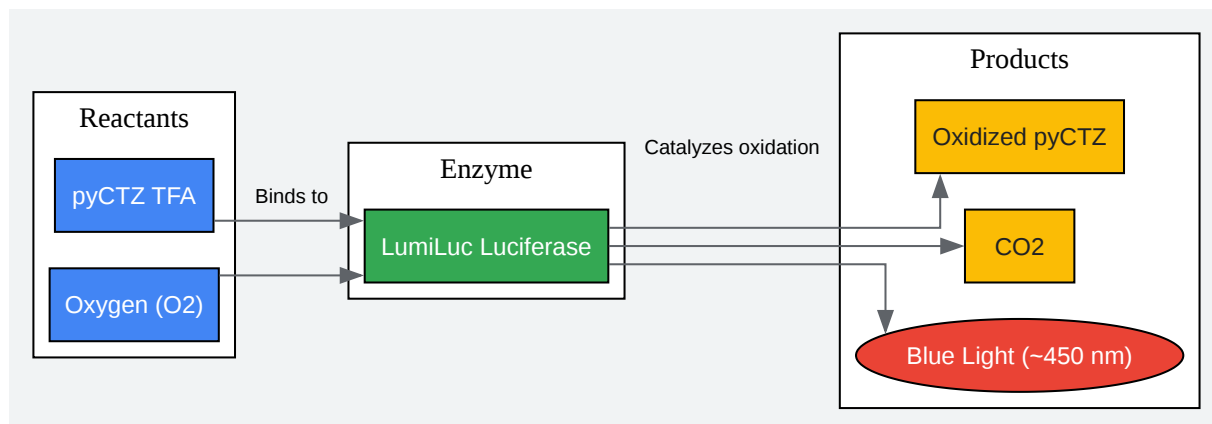 Reactants
pyCTZ TFA
Oxygen (O2)
Binds to
Enzyme
LumiLuc Luciferase
Catalyzes oxidation
Products
Oxidized pyCTZ
CO2
Blue Light (~450 nm)